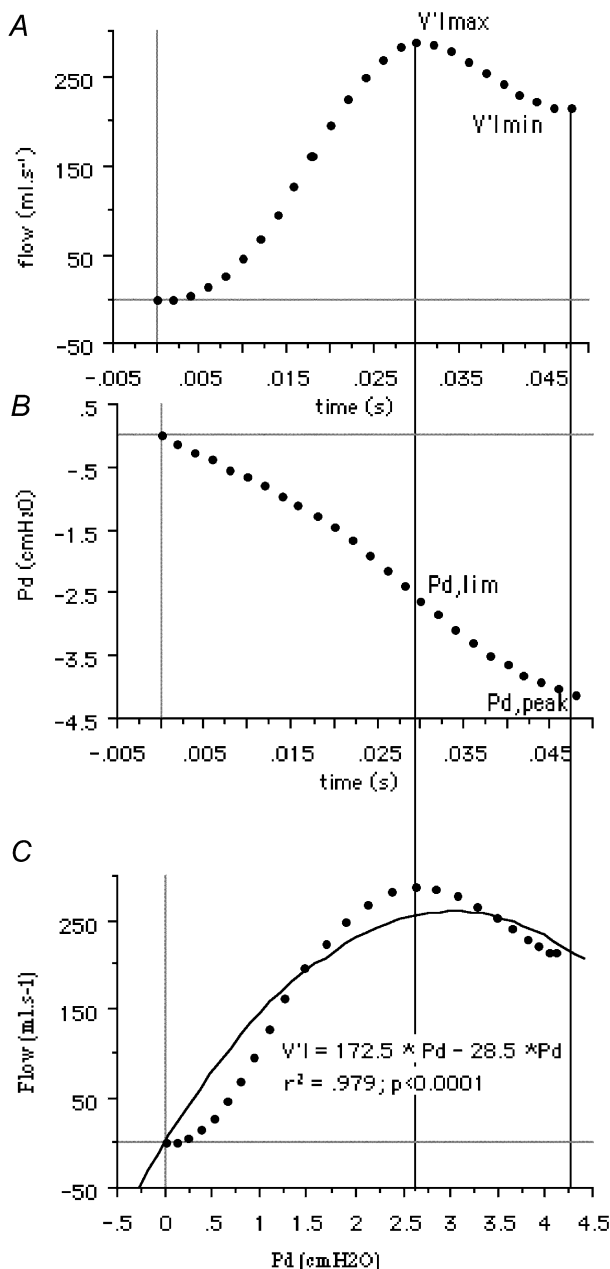 A
V'Imax
250
V'Imin
150
flow (ml.s⁻¹)
50
-50
-.005 .005 .015 .025 .035 .045
time (s)
B
.5
-.5
Pd (cmH2O)
-1.5
-2.5
Pd,lim
-3.5
Pd,peak
-4.5
-.005 .005 .015 .025 .035 .045
time (s)
C
250
150
Flow [ml.s-1)
V'I = 172.5 * Pd - 28.5 *Pd
r² = .979; p<0.0001
50
-50
-.5 0 .5 1 1.5 2 2.5 3 3.5 4 4.5
Pd [cmH2O]